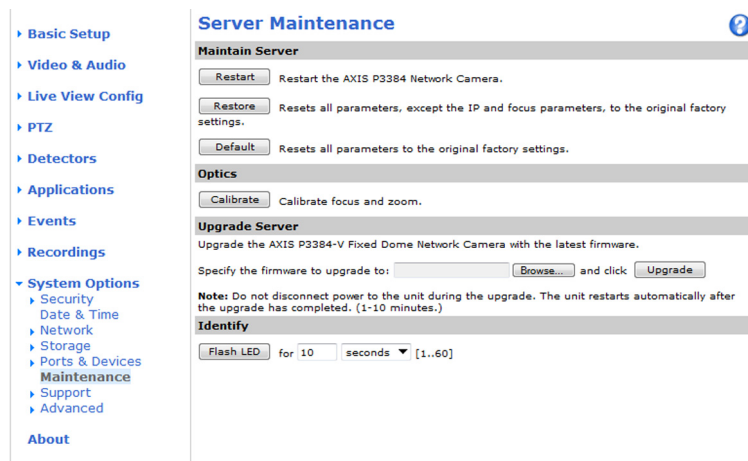 Basic Setup
Video & Audio
Live View Config
PTZ
Detectors
Applications
Events
Recordings
System Options
Security
Date & Time
Network
Storage
Ports & Devices
Maintenance
Support
Advanced
About
Server Maintenance
?
Maintain Server
Restart Restart the AXIS P3384 Network Camera.
Restore Resets all parameters, except the IP and focus parameters, to the original factory
settings.
Default Resets all parameters to the original factory settings.
Optics
Calibrate Calibrate focus and zoom.
Upgrade Server
Upgrade the AXIS P3384-V Fixed Dome Network Camera with the latest firmware.
Specify the firmware to upgrade to: Browse... and click Upgrade
Note: Do not disconnect power to the unit during the upgrade. The unit restarts automatically after
the upgrade has completed. (1-10 minutes.)
Identify
Flash LED for 10 seconds [1..60]